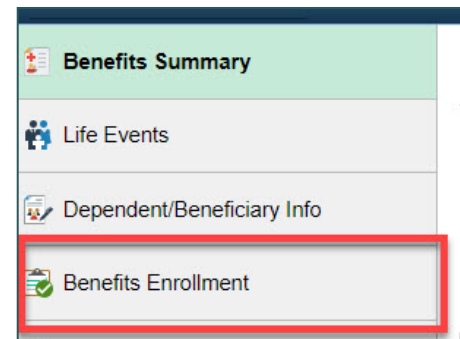 Benefits Summary
Life Events
Dependent/Beneficiary Info
Benefits Enrollment